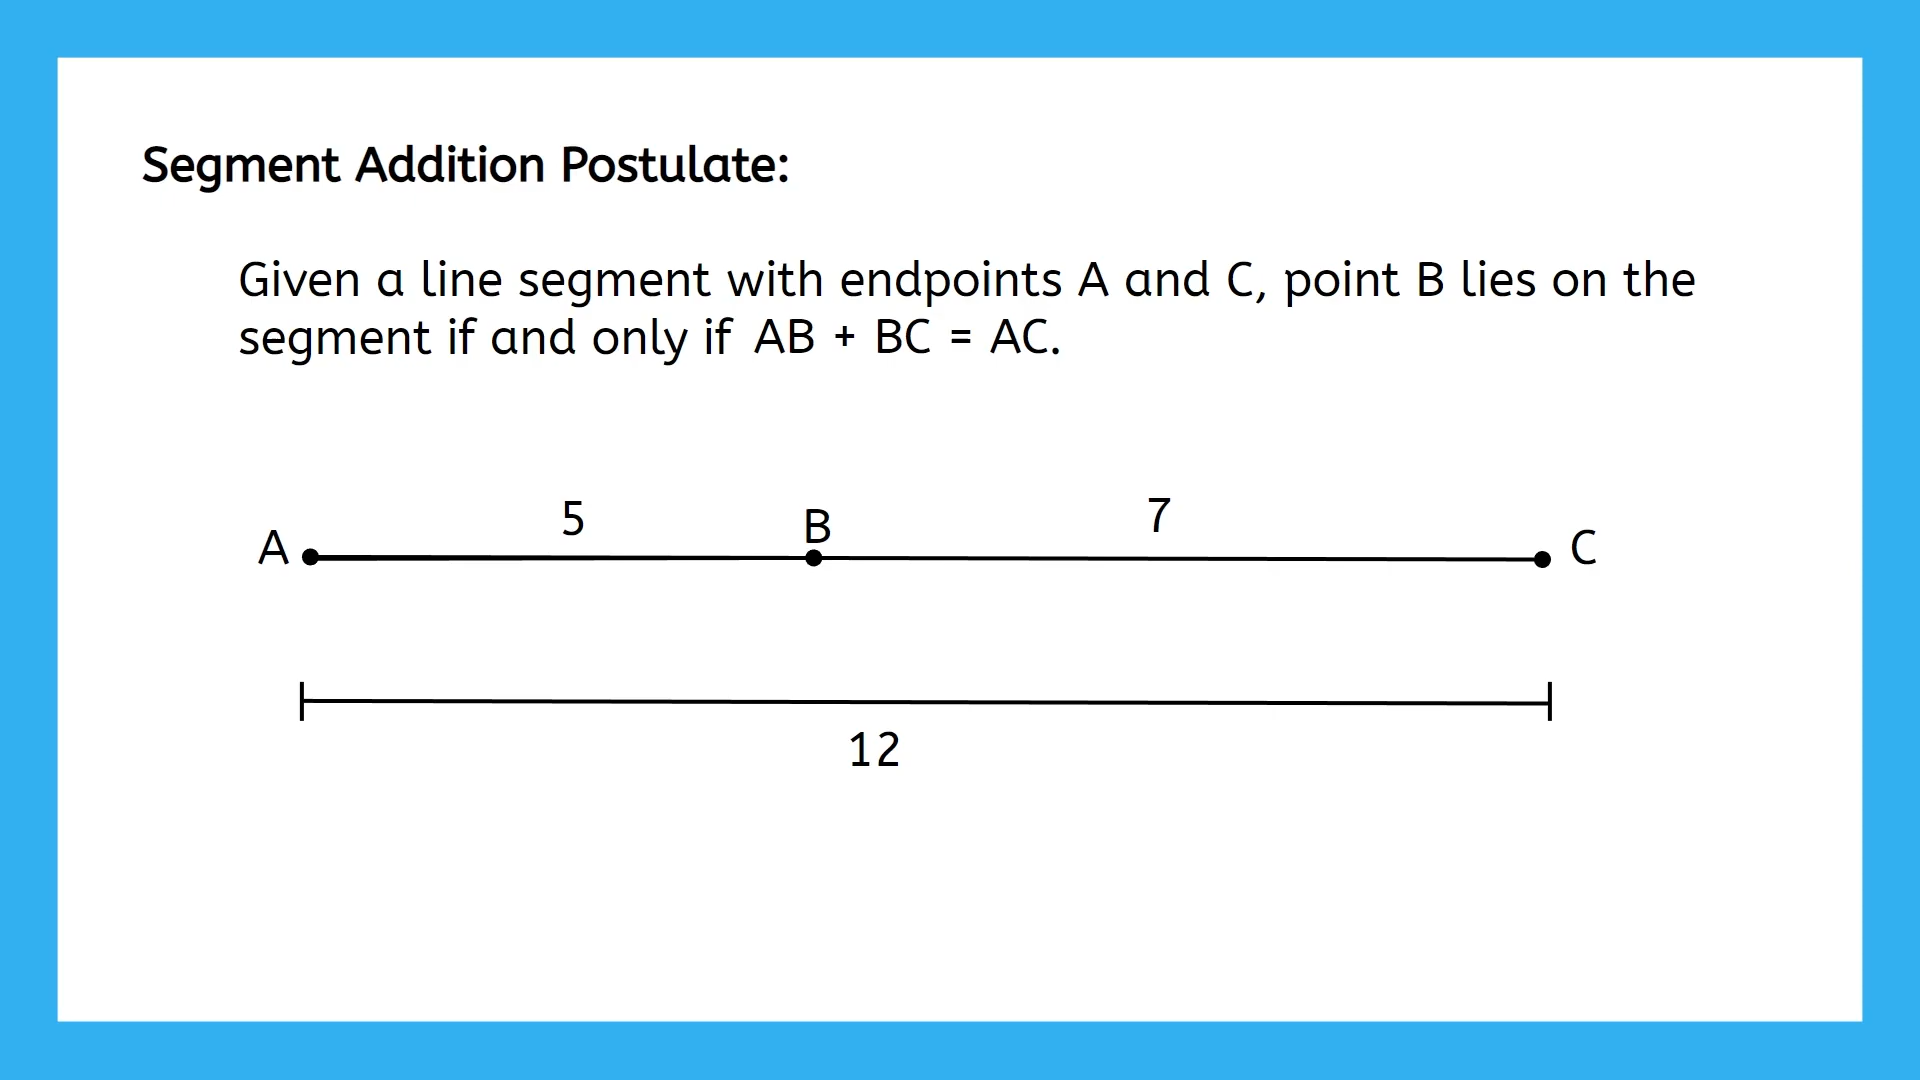 Segment Addition Postulate:
Given a line segment with endpoints A and C, point B lies on the
segment if and only if AB + BC = AC.
5
7
A
B
C
12